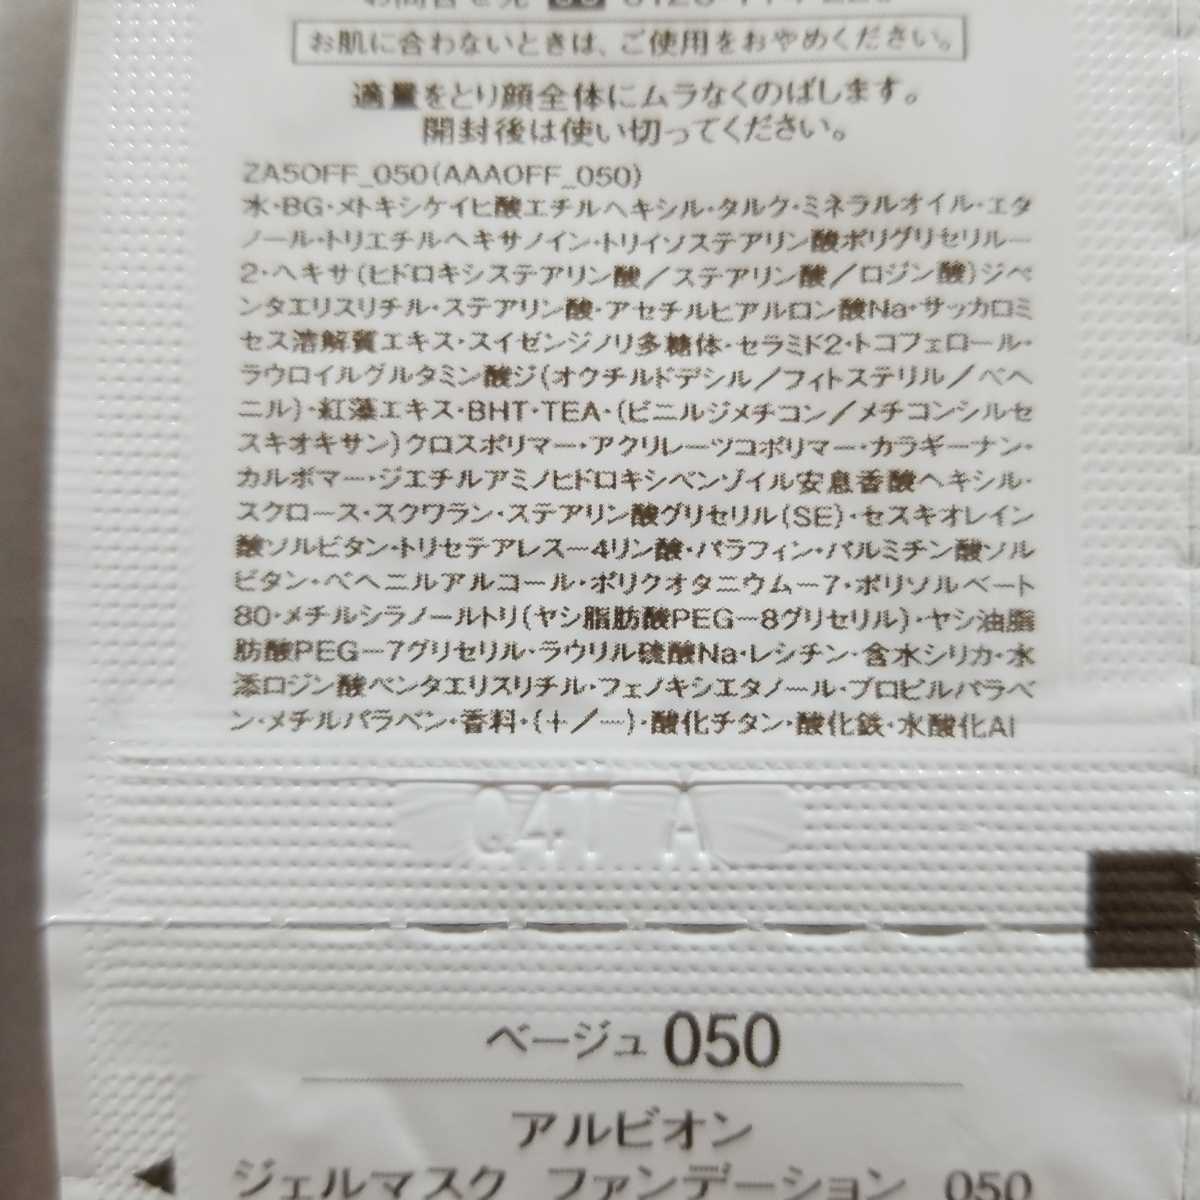 お肌に合わないときは、ご使用をおやめください。
適量をとり顔全体にムラなくのばします。
開封後は使い切ってください。
ZA5OFF_050(AAAOFF_050)
水・BG・メトキシケイヒ酸エチルヘキシル・タルク・ミネラルオイル・エタ
ノール・トリエチルヘキサノイン・トリイソステアリン酸ポリグリセリルー
2・ヘキサ(ヒドロキシステアリン酸/ステアリン酸/ロジン酸)ジペ
ンタエリスリチル・ステアリン酸・アセチルヒアルロン酸Na・サッカロミ
セス溶解質エキス・スイゼンジノリ多糖体・セラミド2・トコフェロール・
ラウロイルグルタミン酸ジ(オクチルドデシル/フィトステリル/ベヘ
ニル)・紅藻エキス・BHT・TEA・(ビニルジメチコン/メチコンシルセ
スキオキサン)クロスポリマー・アクリレーツコポリマー・カラギーナン・
カルボマー・ジエチルアミノヒドロキシベンゾイル安息香酸ヘキシル・
スクロース・スクワラン・ステアリン酸グリセリル(SE)・セスキオレイン
酸ソルビタン・トリセテアレスー4リン酸・パラフィン・パルミチン酸ソル
ビタン・ベヘニルアルコール・ポリクオタニウムー7・ポリソルベート
80・メチルシラノールトリ(ヤシ脂肪酸PEGー8グリセリル)・ヤシ油脂
肪酸PEGー7グリセリル・ラウリル硫酸Na・レシチン・含水シリカ・水
添ロジン酸ペンタエリスリチル・フェノキシエタノール・プロピルパラベ
ン・メチルパラベン・香料・(+/ー)・酸化チタン・酸化鉄・水酸化Al
ベージュ 050
アルビオン
ジェルマスク ファンデーション 050